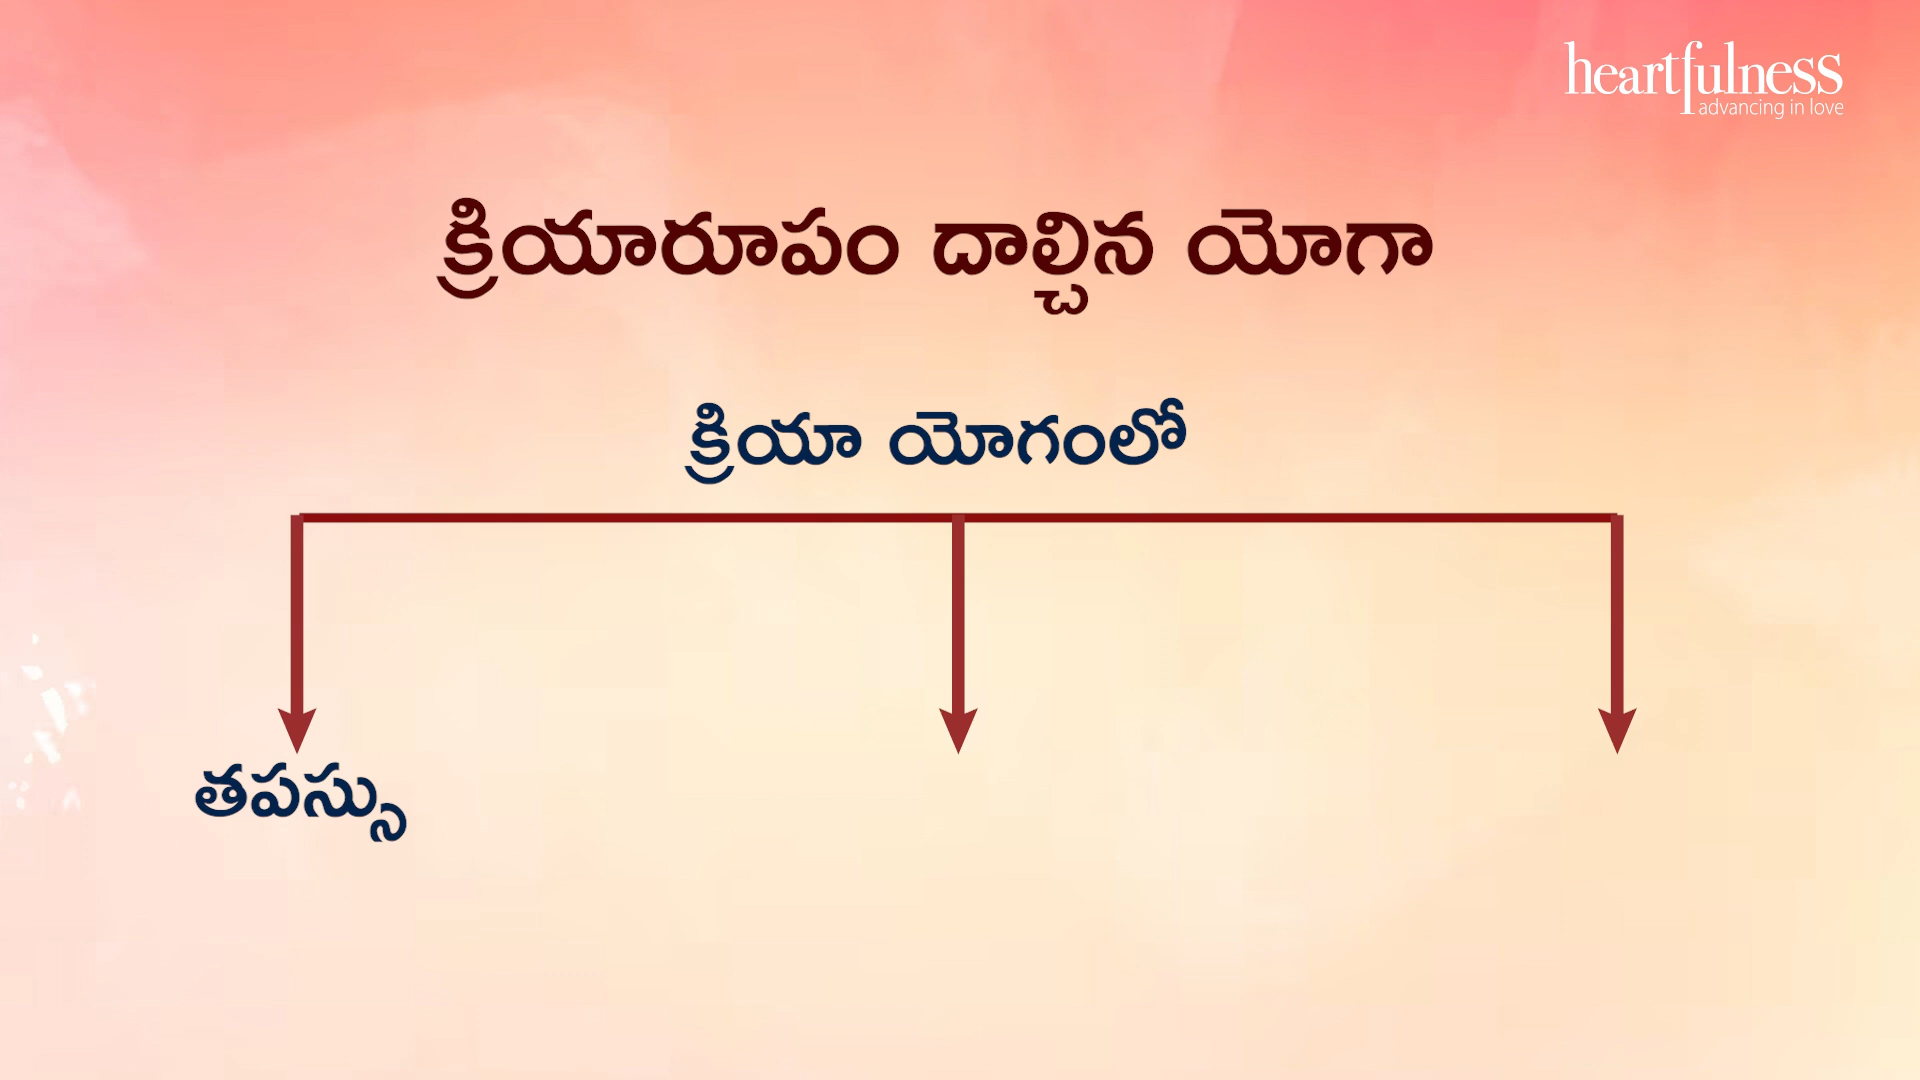 heartfulness
advancing in love
క్రియారూపం దాల్చిన యోగా
క్రియా యోగంలో
తపస్సు